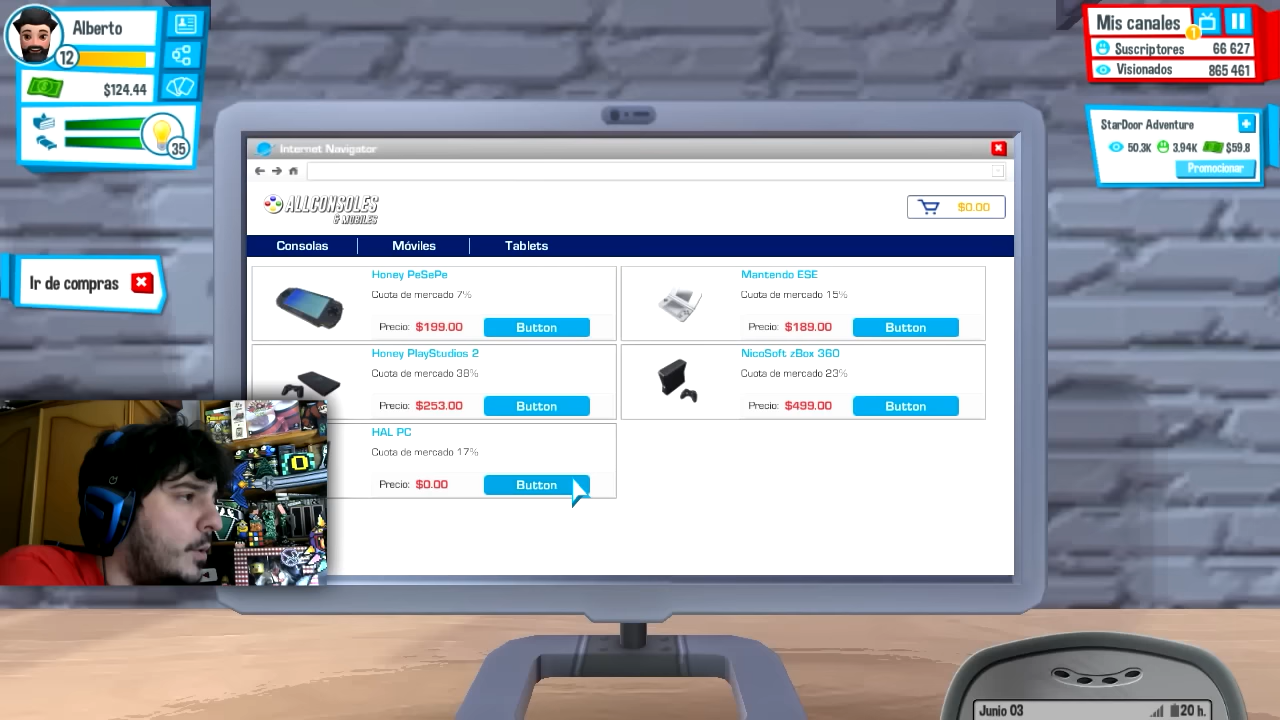 Alberto
12
$124.44
35
Mis canales
1
Suscriptores 66 627
Visionados 865 461
StarDoor Adventure
50.3K 3.94K $59.8
Promocionar
Ir de compras
Internet Navigator
ALLCONSOLES
& MOBILES
$0.00
Consolas Móviles Tablets
Honey PeSePe
Cuota de mercado 7%
Precio: $199.00 Button
Mantendo ESE
Cuota de mercado 15%
Precio: $189.00 Button
Honey PlayStudios 2
Cuota de mercado 38%
Precio: $253.00 Button
NicoSoft zBox 360
Cuota de mercado 23%
Precio: $499.00 Button
HAL PC
Cuota de mercado 17%
Precio: $0.00 Button
Junio 03 20 h.